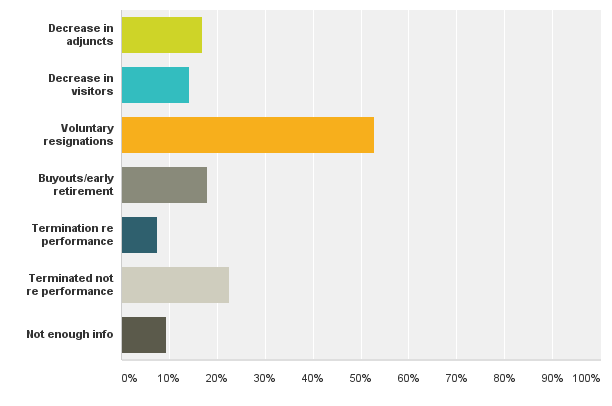 Decrease in
adjuncts
Decrease in
visitors
Voluntary
resignations
Buyouts/early
retirement
Termination re
performance
Terminated not
re performance
Not enough info
0% 10% 20% 30% 40% 50% 60% 70% 80% 90% 100%